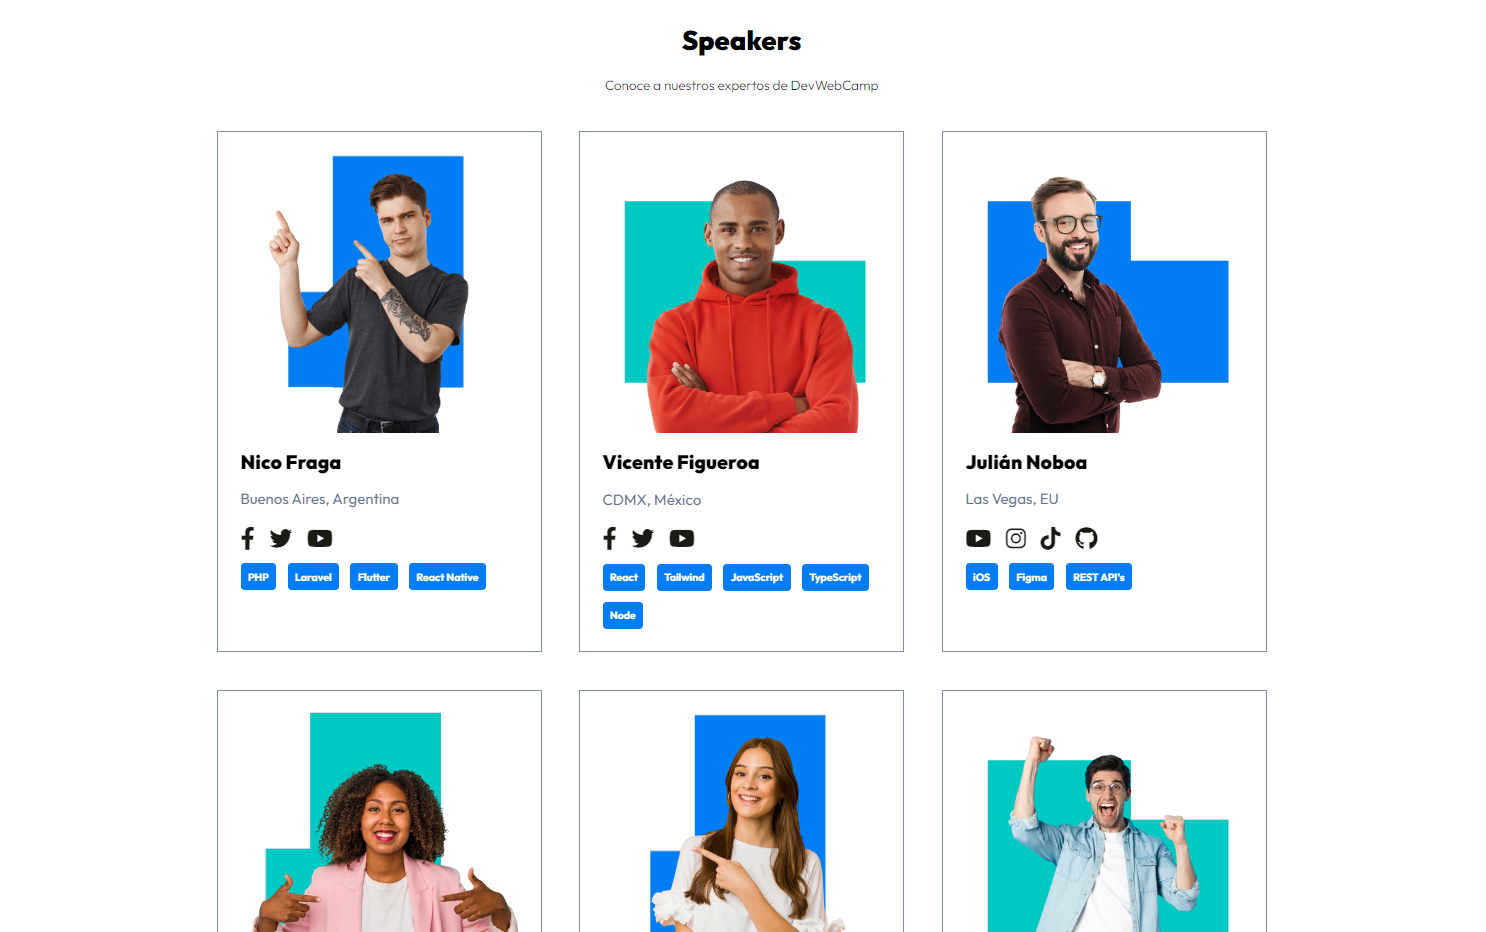 Speakers
Conoce a nuestros expertos de DevWebCamp
Nico Fraga
Buenos Aires, Argentina
PHP Laravel Flutter React Native
Vicente Figueroa
CDMX, México
React Tailwind JavaScript TypeScript
Node
Julián Noboa
Las Vegas, EU
iOS Figma REST API's